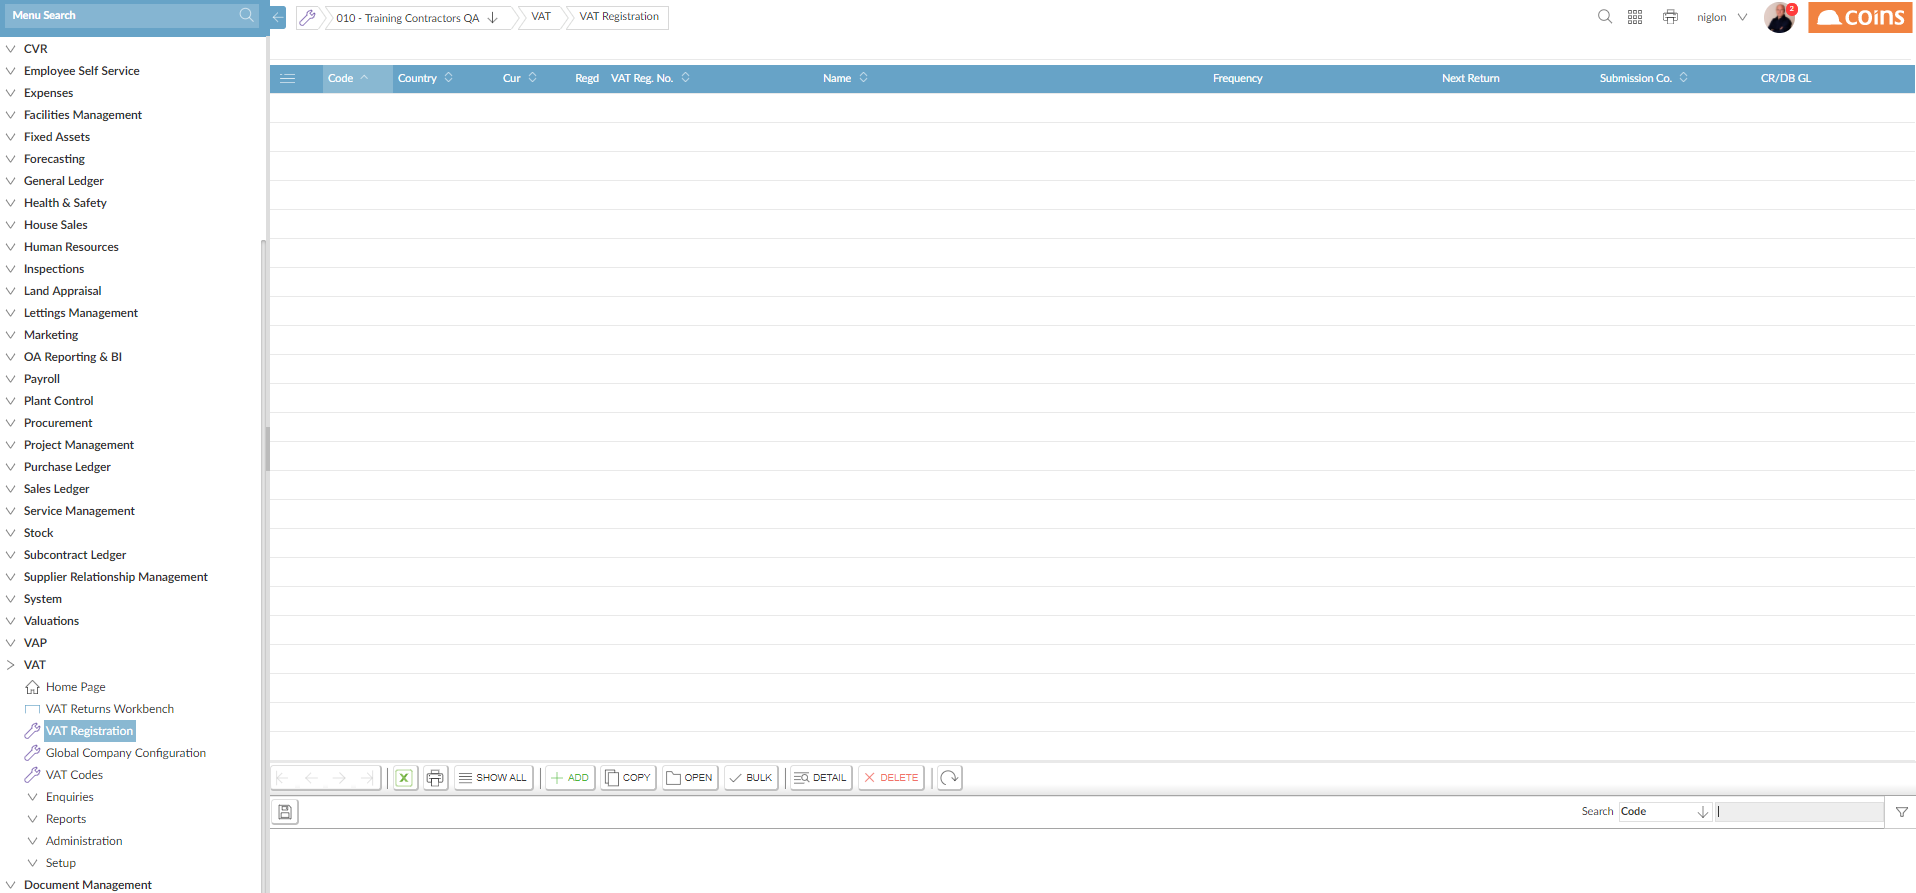 Menu Search
010 - Training Contractors QA
VAT
VAT Registration
niglon
2
coins
Code
Country
Cur
Regd
VAT Reg. No.
Name
Frequency
Next Return
Submission Co.
CR/DB GL
CVR
Employee Self Service
Expenses
Facilities Management
Fixed Assets
Forecasting
General Ledger
Health & Safety
House Sales
Human Resources
Inspections
Land Appraisal
Lettings Management
Marketing
OA Reporting & BI
Payroll
Plant Control
Procurement
Project Management
Purchase Ledger
Sales Ledger
Service Management
Stock
Subcontract Ledger
Supplier Relationship Management
System
Valuations
VAP
VAT
Home Page
VAT Returns Workbench
VAT Registration
Global Company Configuration
VAT Codes
Enquiries
Reports
Administration
Setup
Document Management
SHOW ALL
ADD
COPY
OPEN
BULK
DETAIL
DELETE
Search
Code